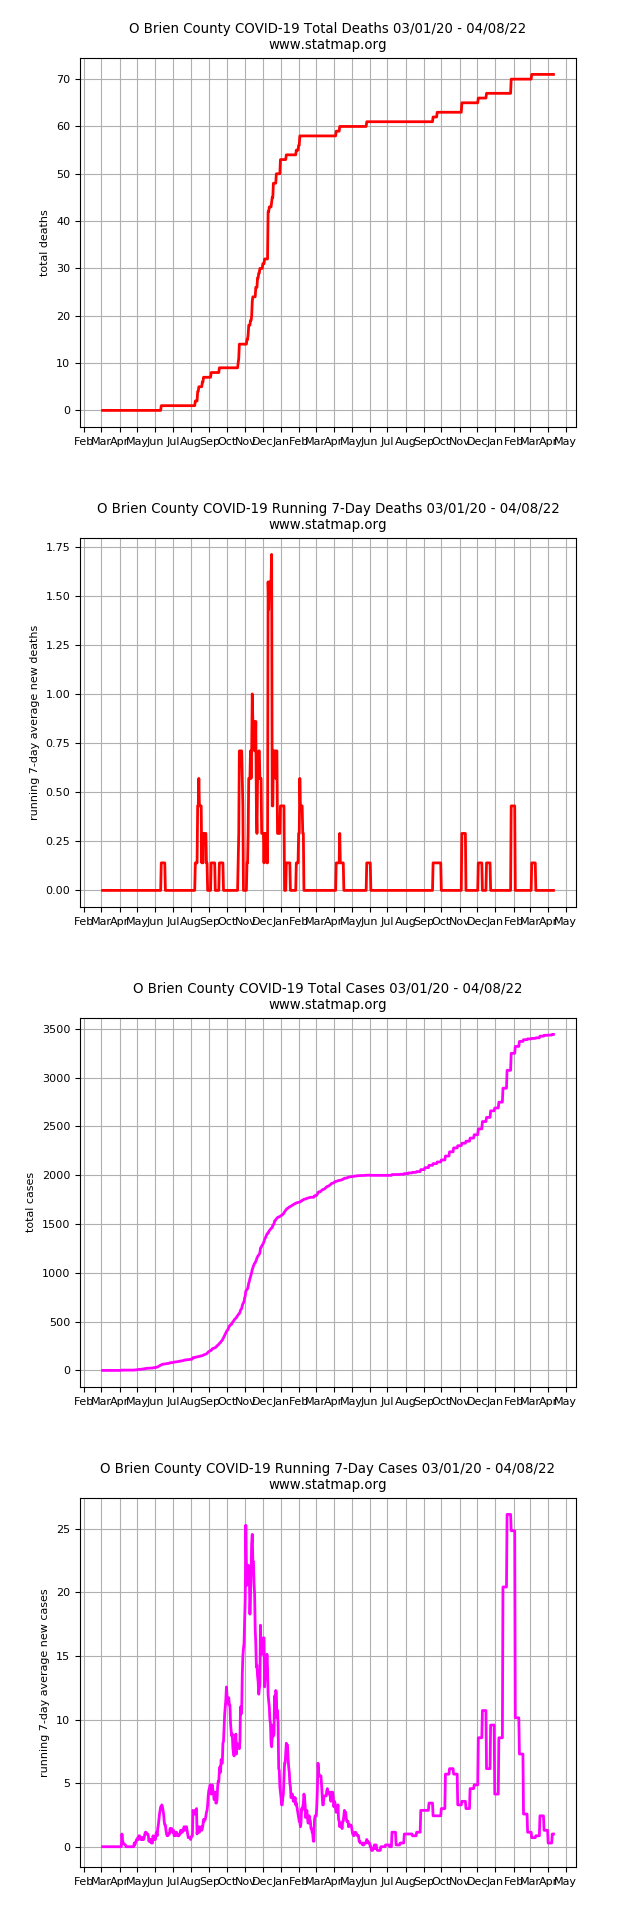 O Brien County COVID-19 Total Deaths 03/01/20 - 04/08/22
www.statmap.org
70
60
50
40
30
20
10
0
total deaths
Feb Mar Apr May Jun Jul Aug Sep Oct Nov Dec Jan Feb Mar Apr May Jun Jul Aug Sep Oct Nov Dec Jan Feb Mar Apr May
O Brien County COVID-19 Running 7-Day Deaths 03/01/20 - 04/08/22
www.statmap.org
1.75
1.50
1.25
1.00
0.75
0.50
0.25
0.00
running 7-day average new deaths
Feb Mar Apr May Jun Jul Aug Sep Oct Nov Dec Jan Feb Mar Apr May Jun Jul Aug Sep Oct Nov Dec Jan Feb Mar Apr May
O Brien County COVID-19 Total Cases 03/01/20 - 04/08/22
www.statmap.org
3500
3000
2500
2000
1500
1000
500
0
total cases
Feb Mar Apr May Jun Jul Aug Sep Oct Nov Dec Jan Feb Mar Apr May Jun Jul Aug Sep Oct Nov Dec Jan Feb Mar Apr May
O Brien County COVID-19 Running 7-Day Cases 03/01/20 - 04/08/22
www.statmap.org
25
20
15
10
5
0
running 7-day average new cases
Feb Mar Apr May Jun Jul Aug Sep Oct Nov Dec Jan Feb Mar Apr May Jun Jul Aug Sep Oct Nov Dec Jan Feb Mar Apr May